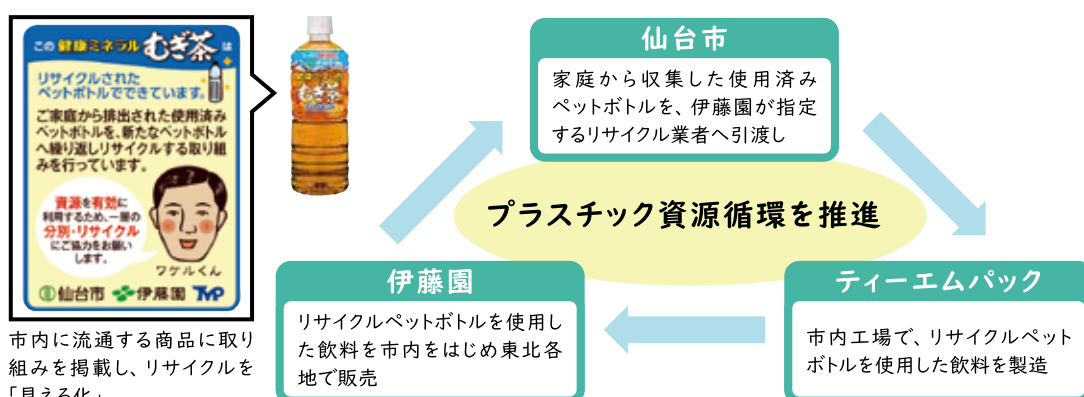 この健康ミネラルむぎ茶は
リサイクルされた
ペットボトルでできています。
ご家庭から排出された使用済み
ペットボトルを、新たなペットボトル
へ繰り返しリサイクルする取り組
みを行っています。
資源を有効に
利用するため、一層の
分別・リサイクル
にご協力をお願い
します。
ワケルくん
仙台市 伊藤園 TMP
市内に流通する商品に取り
組みを掲載し、リサイクルを
「見える化」
むぎ茶
仙台市
家庭から収集した使用済み
ペットボトルを、伊藤園が指定
するリサイクル業者へ引渡し
プラスチック資源循環を推進
伊藤園
リサイクルペットボトルを使用し
た飲料を市内をはじめ東北各
地で販売
ティーエムパック
市内工場で、リサイクルペット
ボトルを使用した飲料を製造